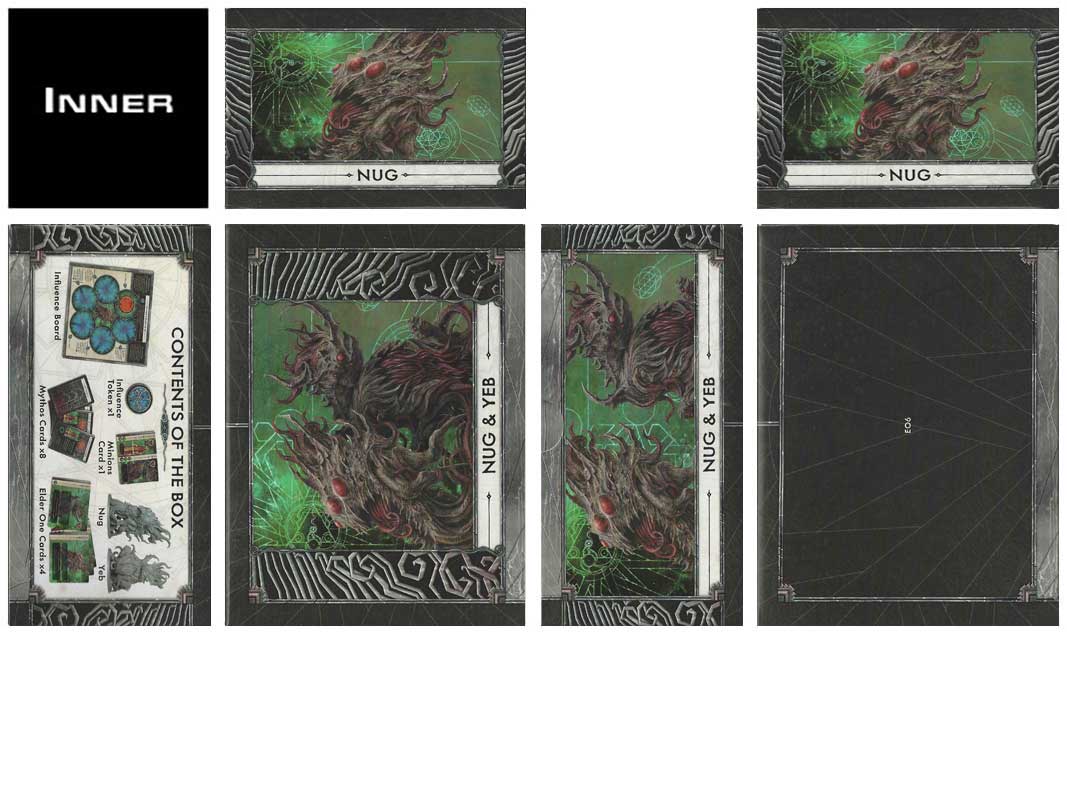 INNER
NUG
NUG
CONTENTS OF THE BOX
Influence Board
Influence
Token x1
Minions
Card x1
Mythos Cards x8
Nug
Yeb
Elder One Cards x4
NUG & YEB
NUG & YEB
EO6